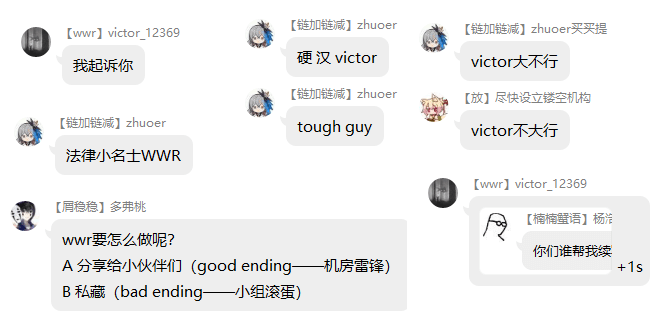 【wwr】victor_12369
我起诉你
【链加链减】zhuoer
法律小名士WWR
【屑稳稳】多弗桃
wwr要怎么做呢?
A 分享给小伙伴们（good ending——机房雷锋）
B 私藏（bad ending——小组滚蛋）
【链加链减】zhuoer
硬 汉 victor
【链加链减】zhuoer
tough guy
【链加链减】zhuoer买买提
victor大不行
【放】尽快设立镂空机构
victor不大行
【wwr】victor_12369
【楠楠蠥语】杨浩
你们谁帮我续
+1s